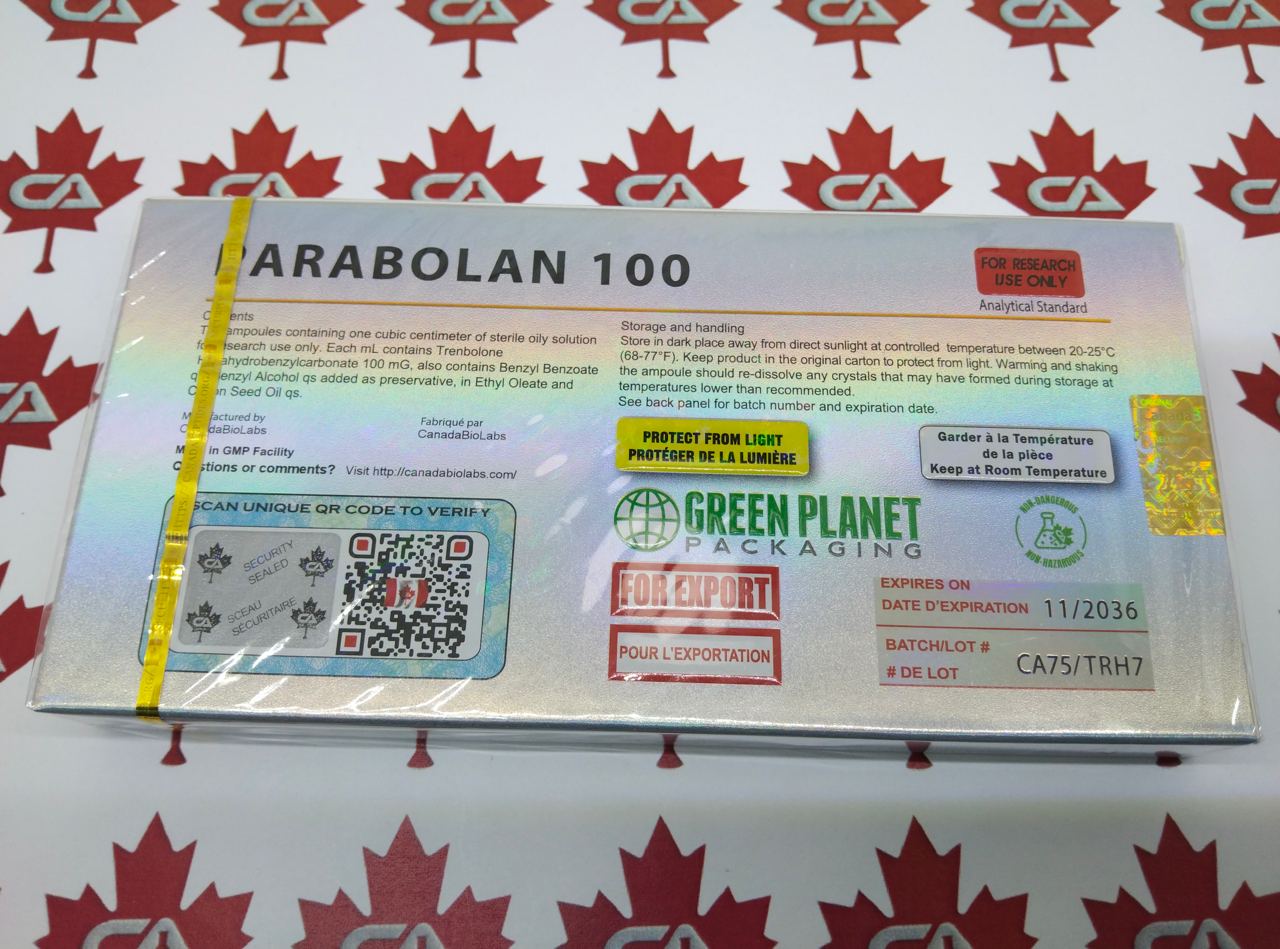 PARABOLAN 100
FOR RESEARCH
USE ONLY
Analytical Standard
ampoules containing one cubic centimeter of sterile oily solution
research use only. Each mL contains Trenbolone
100 mG, also contains Benzyl Benzoate
Benzyl Alcohol qs added as preservative, in Ethyl Oleate and
Seed Oil qs.
Manufactured by
CanadaBioLabs
Fabriqué par
CanadaBioLabs
Made in GMP Facility
Questions or comments? Visit http://canadabiolabs.com/
Storage and handling
Store in dark place away from direct sunlight at controlled temperature between 20-25°C
(68-77°F). Keep product in the original carton to protect from light. Warming and shaking
the ampoule should re-dissolve any crystals that may have formed during storage at
temperatures lower than recommended.
See back panel for batch number and expiration date.
PROTECT FROM LIGHT
PROTÉGER DE LA LUMIÈRE
Garder à la Température
de la pièce
Keep at Room Temperature
SCAN UNIQUE QR CODE TO VERIFY
SECURITY
SEALED
SCEAU
SÉCURITAIRE
GREEN PLANET
PACKAGING
NON-DANGEROUS
NON-HAZARDOUS
FOR EXPORT
POUR L'EXPORTATION
EXPIRES ON
DATE D'EXPIRATION 11/2036
BATCH/LOT #
# DE LOT CA75/TRH7
CA